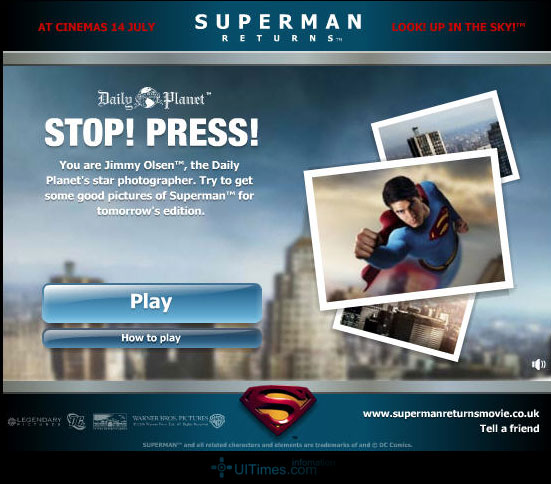 AT CINEMAS 14 JULY
SUPERMAN
RETURNS™
LOOK! UP IN THE SKY!™
Daily Planet™
STOP! PRESS!
You are Jimmy Olsen™, the Daily
Planet's star photographer. Try to get
some good pictures of Superman™ for
tomorrow's edition.
Play
How to play
LEGENDARY
PICTURES
DC
WARNER BROS. PICTURES
www.supermanreturnsmovie.co.uk
Tell a friend
SUPERMAN™ and all related characters and elements are trademarks of and © DC Comics.
UITimes.com